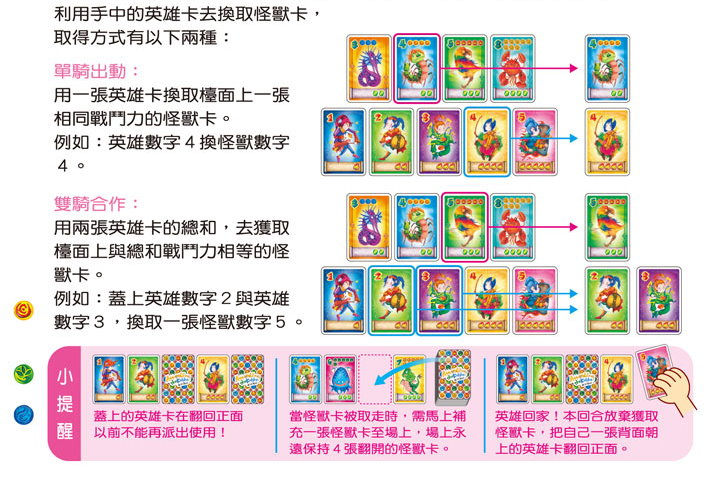 利用手中的英雄卡去換取怪獸卡，
取得方式有以下兩種：
單騎出動：
用一張英雄卡換取檯面上一張
相同戰鬥力的怪獸卡。
例如：英雄數字4換怪獸數字
4。
雙騎合作：
用兩張英雄卡的總和，去獲取
檯面上與總和戰鬥力相等的怪
獸卡。
例如：蓋上英雄數字2與英雄
數字3，換取一張怪獸數字5。
小提醒
蓋上的英雄卡在翻回正面
以前不能再派出使用！
當怪獸卡被取走時，需馬上補
充一張怪獸卡至場上，場上永
遠保持4張翻開的怪獸卡。
英雄回家！本回合放棄獲取
怪獸卡，把自己一張背面朝
上的英雄卡翻回正面。